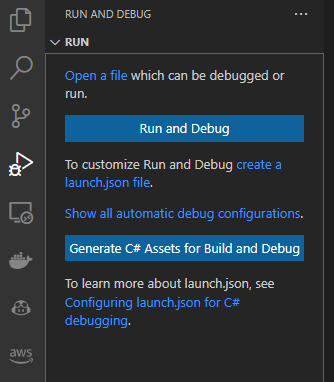 RUN AND DEBUG
RUN
Open a file which can be debugged or
run.
Run and Debug
To customize Run and Debug create a
launch.json file.
Show all automatic debug configurations.
Generate C# Assets for Build and Debug
To learn more about launch.json, see
Configuring launch.json for C#
debugging.
aws